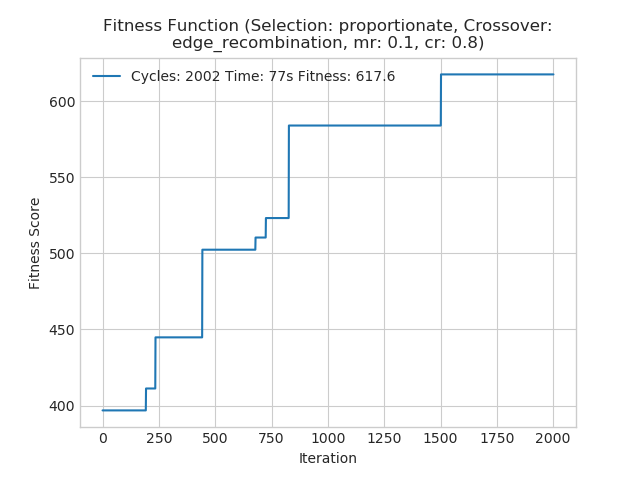 Fitness Function (Selection: proportionate, Crossover:
edge_recombination, mr: 0.1, cr: 0.8)
Cycles: 2002 Time: 77s Fitness: 617.6
600
550
500
450
400
Fitness Score
0 250 500 750 1000 1250 1500 1750 2000
Iteration